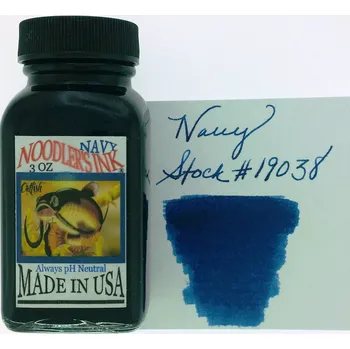 NAVY
NOODLER'S INK
3 OZ
Catfish
Always pH Neutral
MADE IN USA
Navy
Stock #19038